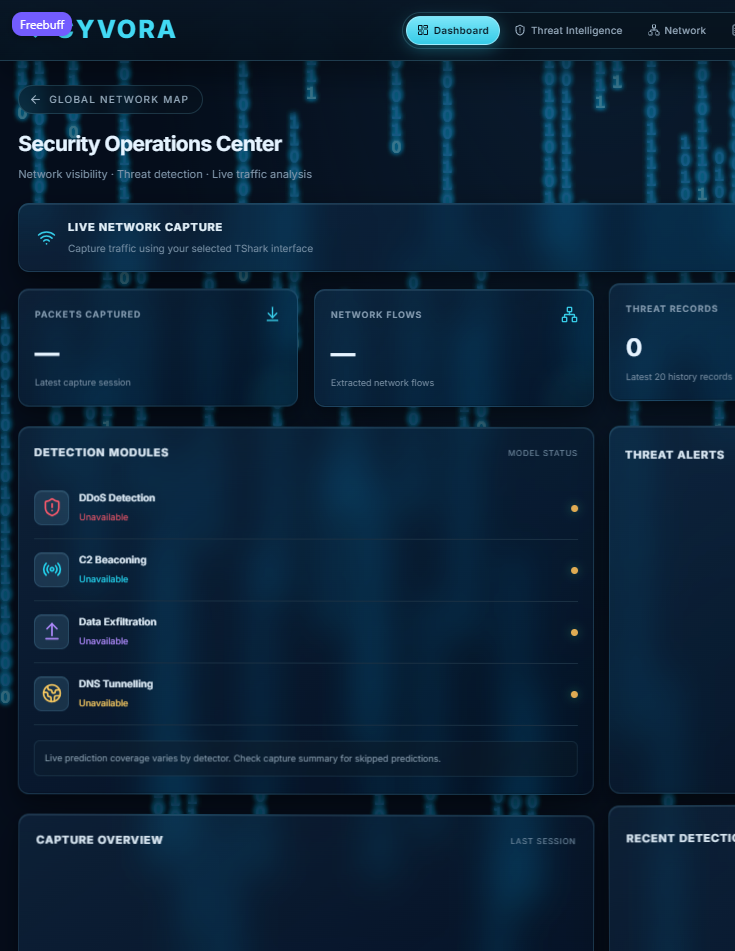 Freebuff
CYVORA
Dashboard
Threat Intelligence
Network
GLOBAL NETWORK MAP
Security Operations Center
Network visibility · Threat detection · Live traffic analysis
LIVE NETWORK CAPTURE
Capture traffic using your selected TShark interface
PACKETS CAPTURED
—
Latest capture session
NETWORK FLOWS
—
Extracted network flows
THREAT RECORDS
0
Latest 20 history records
DETECTION MODULES
MODEL STATUS
DDoS Detection
Unavailable
C2 Beaconing
Unavailable
Data Exfiltration
Unavailable
DNS Tunnelling
Unavailable
Live prediction coverage varies by detector. Check capture summary for skipped predictions.
THREAT ALERTS
CAPTURE OVERVIEW
LAST SESSION
RECENT